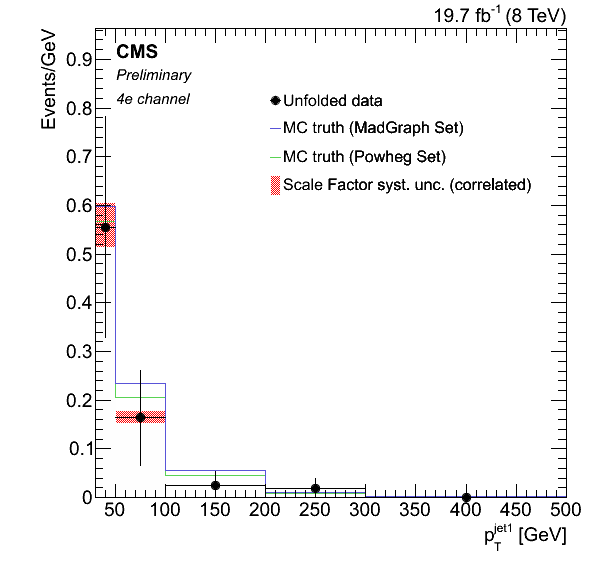 19.7 fb⁻¹ (8 TeV)
Events/GeV
CMS
Preliminary
4e channel
Unfolded data
MC truth (MadGraph Set)
MC truth (Powheg Set)
Scale Factor syst. unc. (correlated)
0.9
0.8
0.7
0.6
0.5
0.4
0.3
0.2
0.1
0
50 100 150 200 250 300 350 400 450 500
p_T^jet1 [GeV]